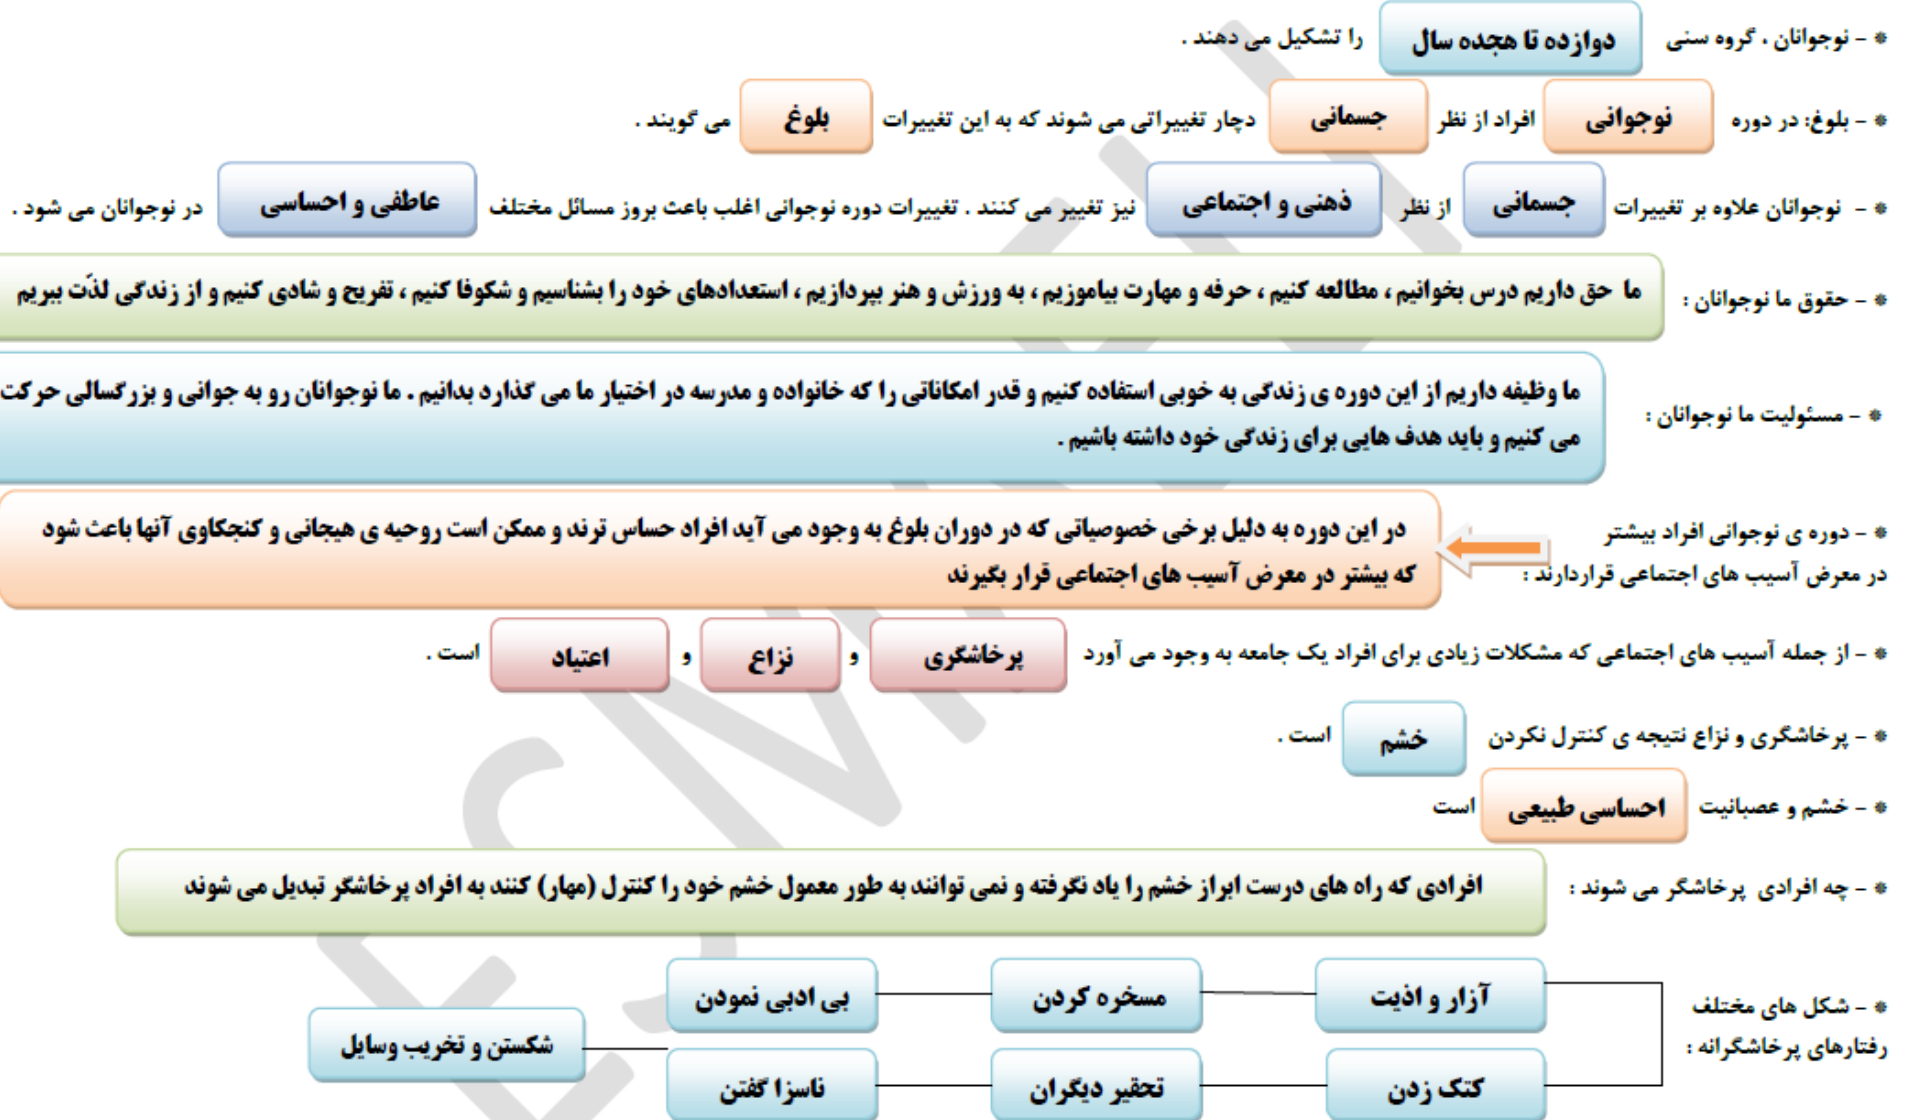 * - نوجوانان ، گروه سنی دوازده تا هجده سال را تشکیل می دهند .
* - بلوغ: در دوره نوجوانی افراد از نظر جسمانی دچار تغییراتی می شوند که به این تغییرات بلوغ می گویند .
* - نوجوانان علاوه بر تغییرات جسمانی از نظر ذهنی و اجتماعی نیز تغییر می کنند . تغییرات دوره نوجوانی اغلب باعث بروز مسائل مختلف عاطفی و احساسی در نوجوانان می شود .
* - حقوق ما نوجوانان : ما حق داریم درس بخوانیم ، مطالعه کنیم ، حرفه و مهارت بیاموزیم ، به ورزش و هنر بپردازیم ، استعدادهای خود را بشناسیم و شکوفا کنیم ، تفریح و شادی کنیم و از زندگی لذّت ببریم
* - مسئولیت ما نوجوانان :
ما وظیفه داریم از این دوره ی زندگی به خوبی استفاده کنیم و قدر امکاناتی را که خانواده و مدرسه در اختیار ما می گذارد بدانیم . ما نوجوانان رو به جوانی و بزرگسالی حرکت
می کنیم و باید هدف هایی برای زندگی خود داشته باشیم .
* - دوره ی نوجوانی افراد بیشتر
در معرض آسیب های اجتماعی قراردارند :
در این دوره به دلیل برخی خصوصیاتی که در دوران بلوغ به وجود می آید افراد حساس ترند و ممکن است روحیه ی هیجانی و کنجکاوی آنها باعث شود
که بیشتر در معرض آسیب های اجتماعی قرار بگیرند
* - از جمله آسیب های اجتماعی که مشکلات زیادی برای افراد یک جامعه به وجود می آورد پرخاشگری و نزاع و اعتیاد است .
* - پرخاشگری و نزاع نتیجه ی کنترل نکردن خشم است .
* - خشم و عصبانیت احساسی طبیعی است
* - چه افرادی پرخاشگر می شوند : افرادی که راه های درست ابراز خشم را یاد نگرفته و نمی توانند به طور معمول خشم خود را کنترل (مهار) کنند به افراد پرخاشگر تبدیل می شوند
* - شکل های مختلف
رفتارهای پرخاشگرانه :
آزار و اذیت
مسخره کردن
بی ادبی نمودن
کتک زدن
تحقیر دیگران
ناسزا گفتن
شکستن و تخریب وسایل